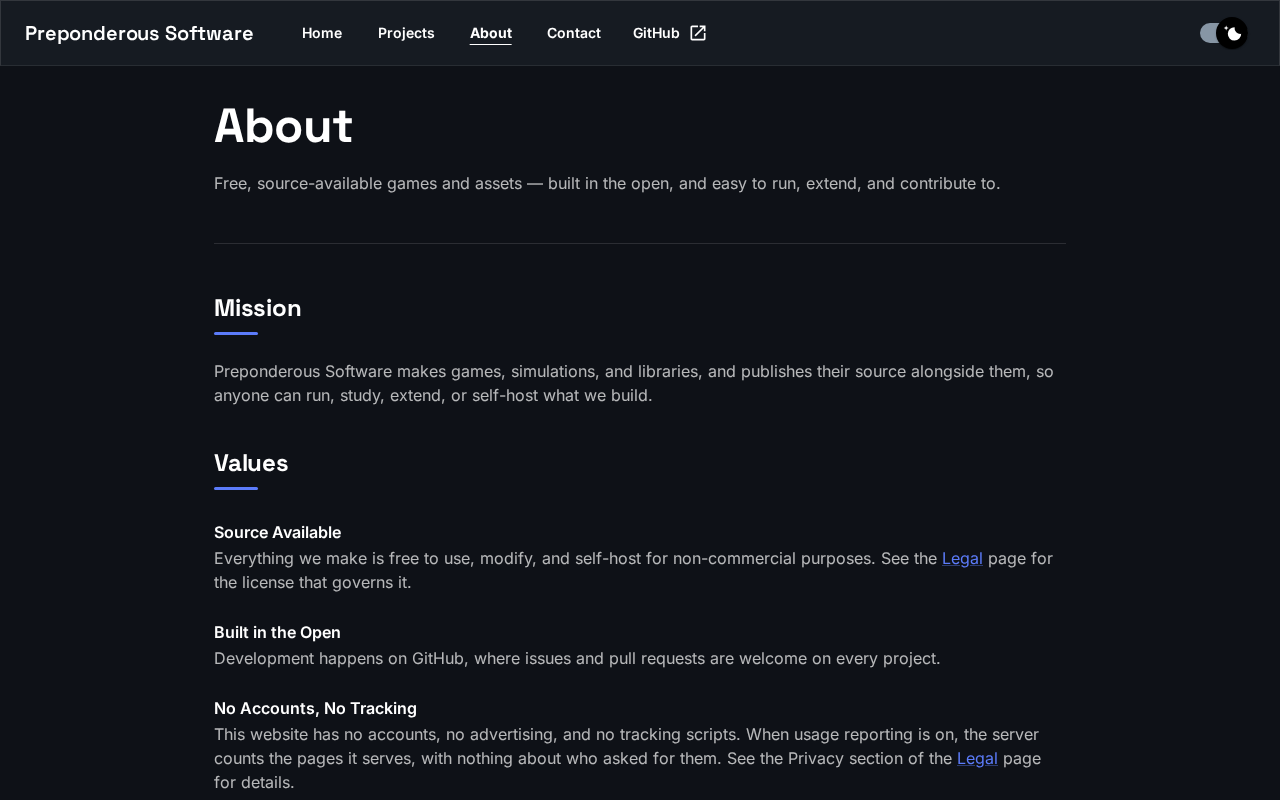 Preponderous Software Home Projects About Contact GitHub
About
Free, source-available games and assets — built in the open, and easy to run, extend, and contribute to.
Mission
Preponderous Software makes games, simulations, and libraries, and publishes their source alongside them, so
anyone can run, study, extend, or self-host what we build.
Values
Source Available
Everything we make is free to use, modify, and self-host for non-commercial purposes. See the Legal page for
the license that governs it.
Built in the Open
Development happens on GitHub, where issues and pull requests are welcome on every project.
No Accounts, No Tracking
This website has no accounts, no advertising, and no tracking scripts. When usage reporting is on, the server
counts the pages it serves, with nothing about who asked for them. See the Privacy section of the Legal page
for details.